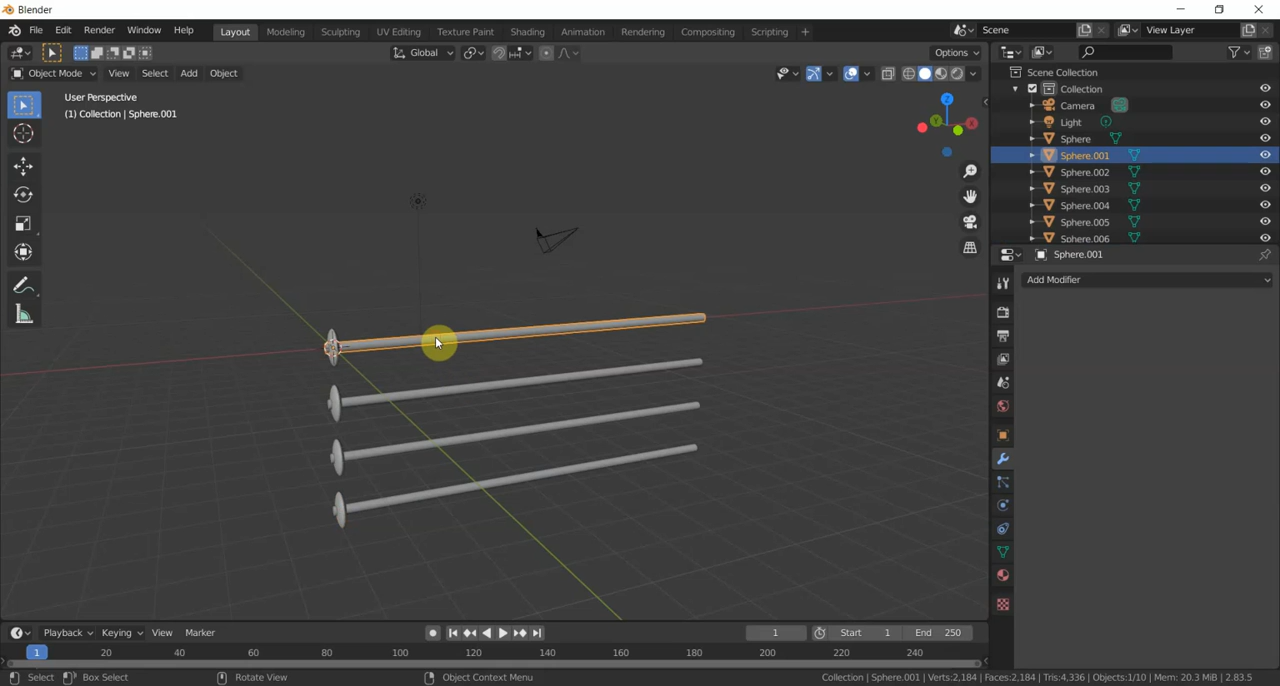 Blender
File Edit Render Window Help Layout Modeling Sculpting UV Editing Texture Paint Shading Animation Rendering Compositing Scripting + Scene View Layer
Global Options
Object Mode View Select Add Object
User Perspective
(1) Collection | Sphere.001
Z
Y
X
Scene Collection
Collection
Camera
Light
Sphere
Sphere.001
Sphere.002
Sphere.003
Sphere.004
Sphere.005
Sphere.006
Sphere.001
Add Modifier
Playback Keying View Marker 1 Start 1 End 250
1 20 40 60 80 100 120 140 160 180 200 220 240
Select Box Select Rotate View Object Context Menu Collection | Sphere.001 | Verts:2,184 | Faces:2,184 | Tris:4,336 | Objects:1/10 | Mem: 20.3 MiB | 2.83.5